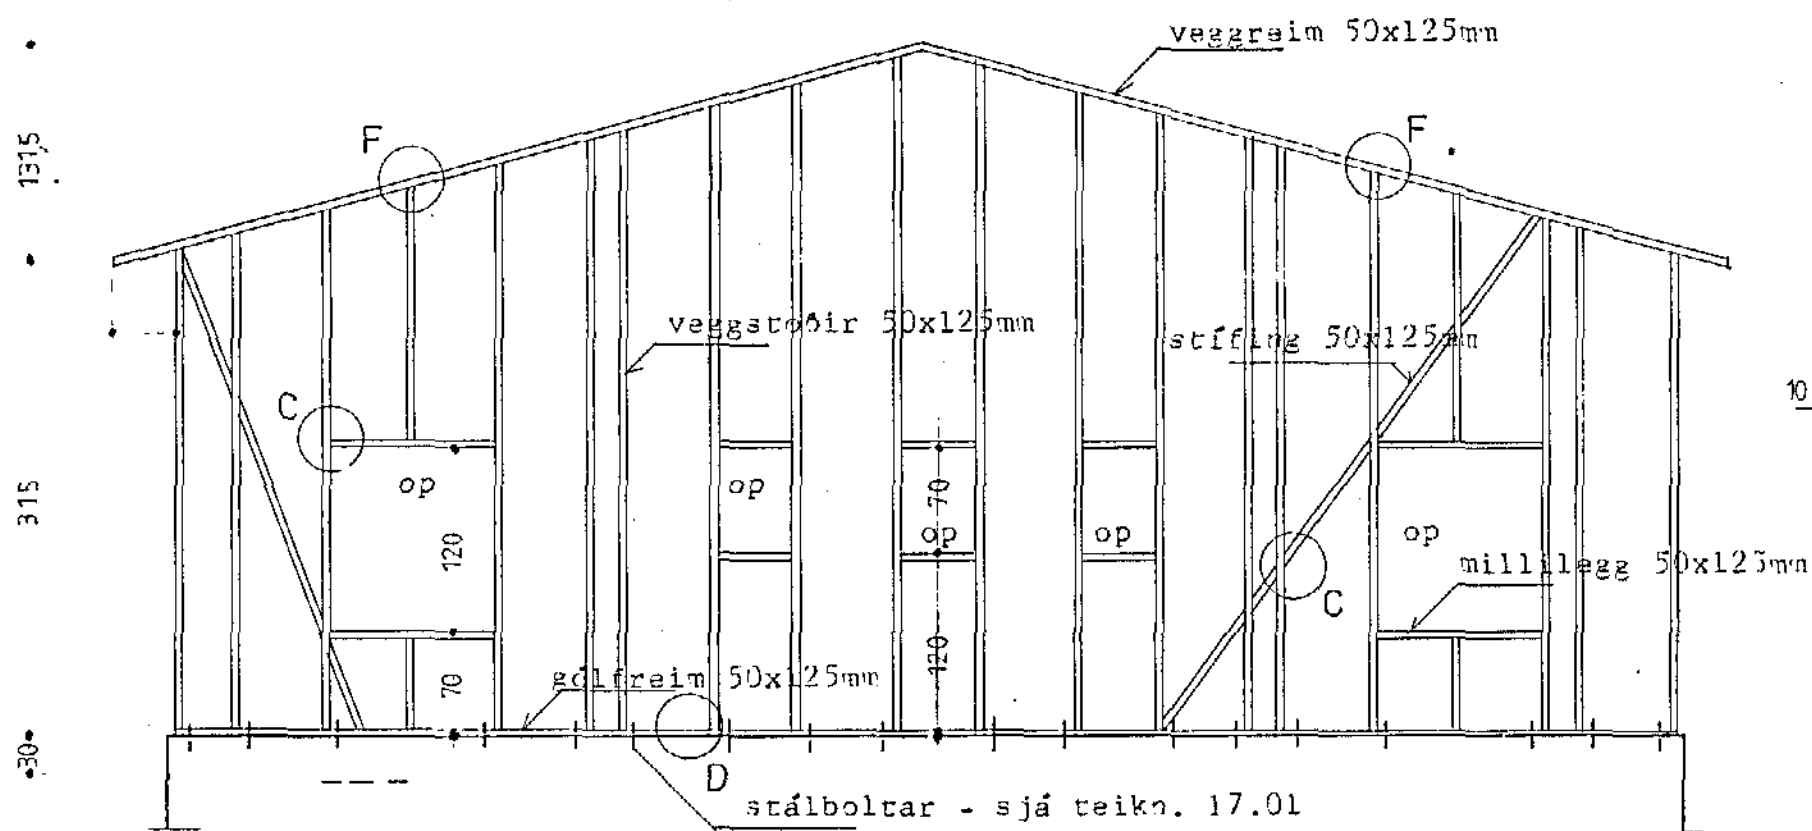 veggreim 50x125mm
F
F
131,5
veggstoðir 50x125mm
stífing 50x125mm
C
10
op
op
70
op
op
op
315
120
millilegg 50x125mm
C
120
70
gólfreim 50x125mm
30
D
stálboltar - sjá teikn. 17.01